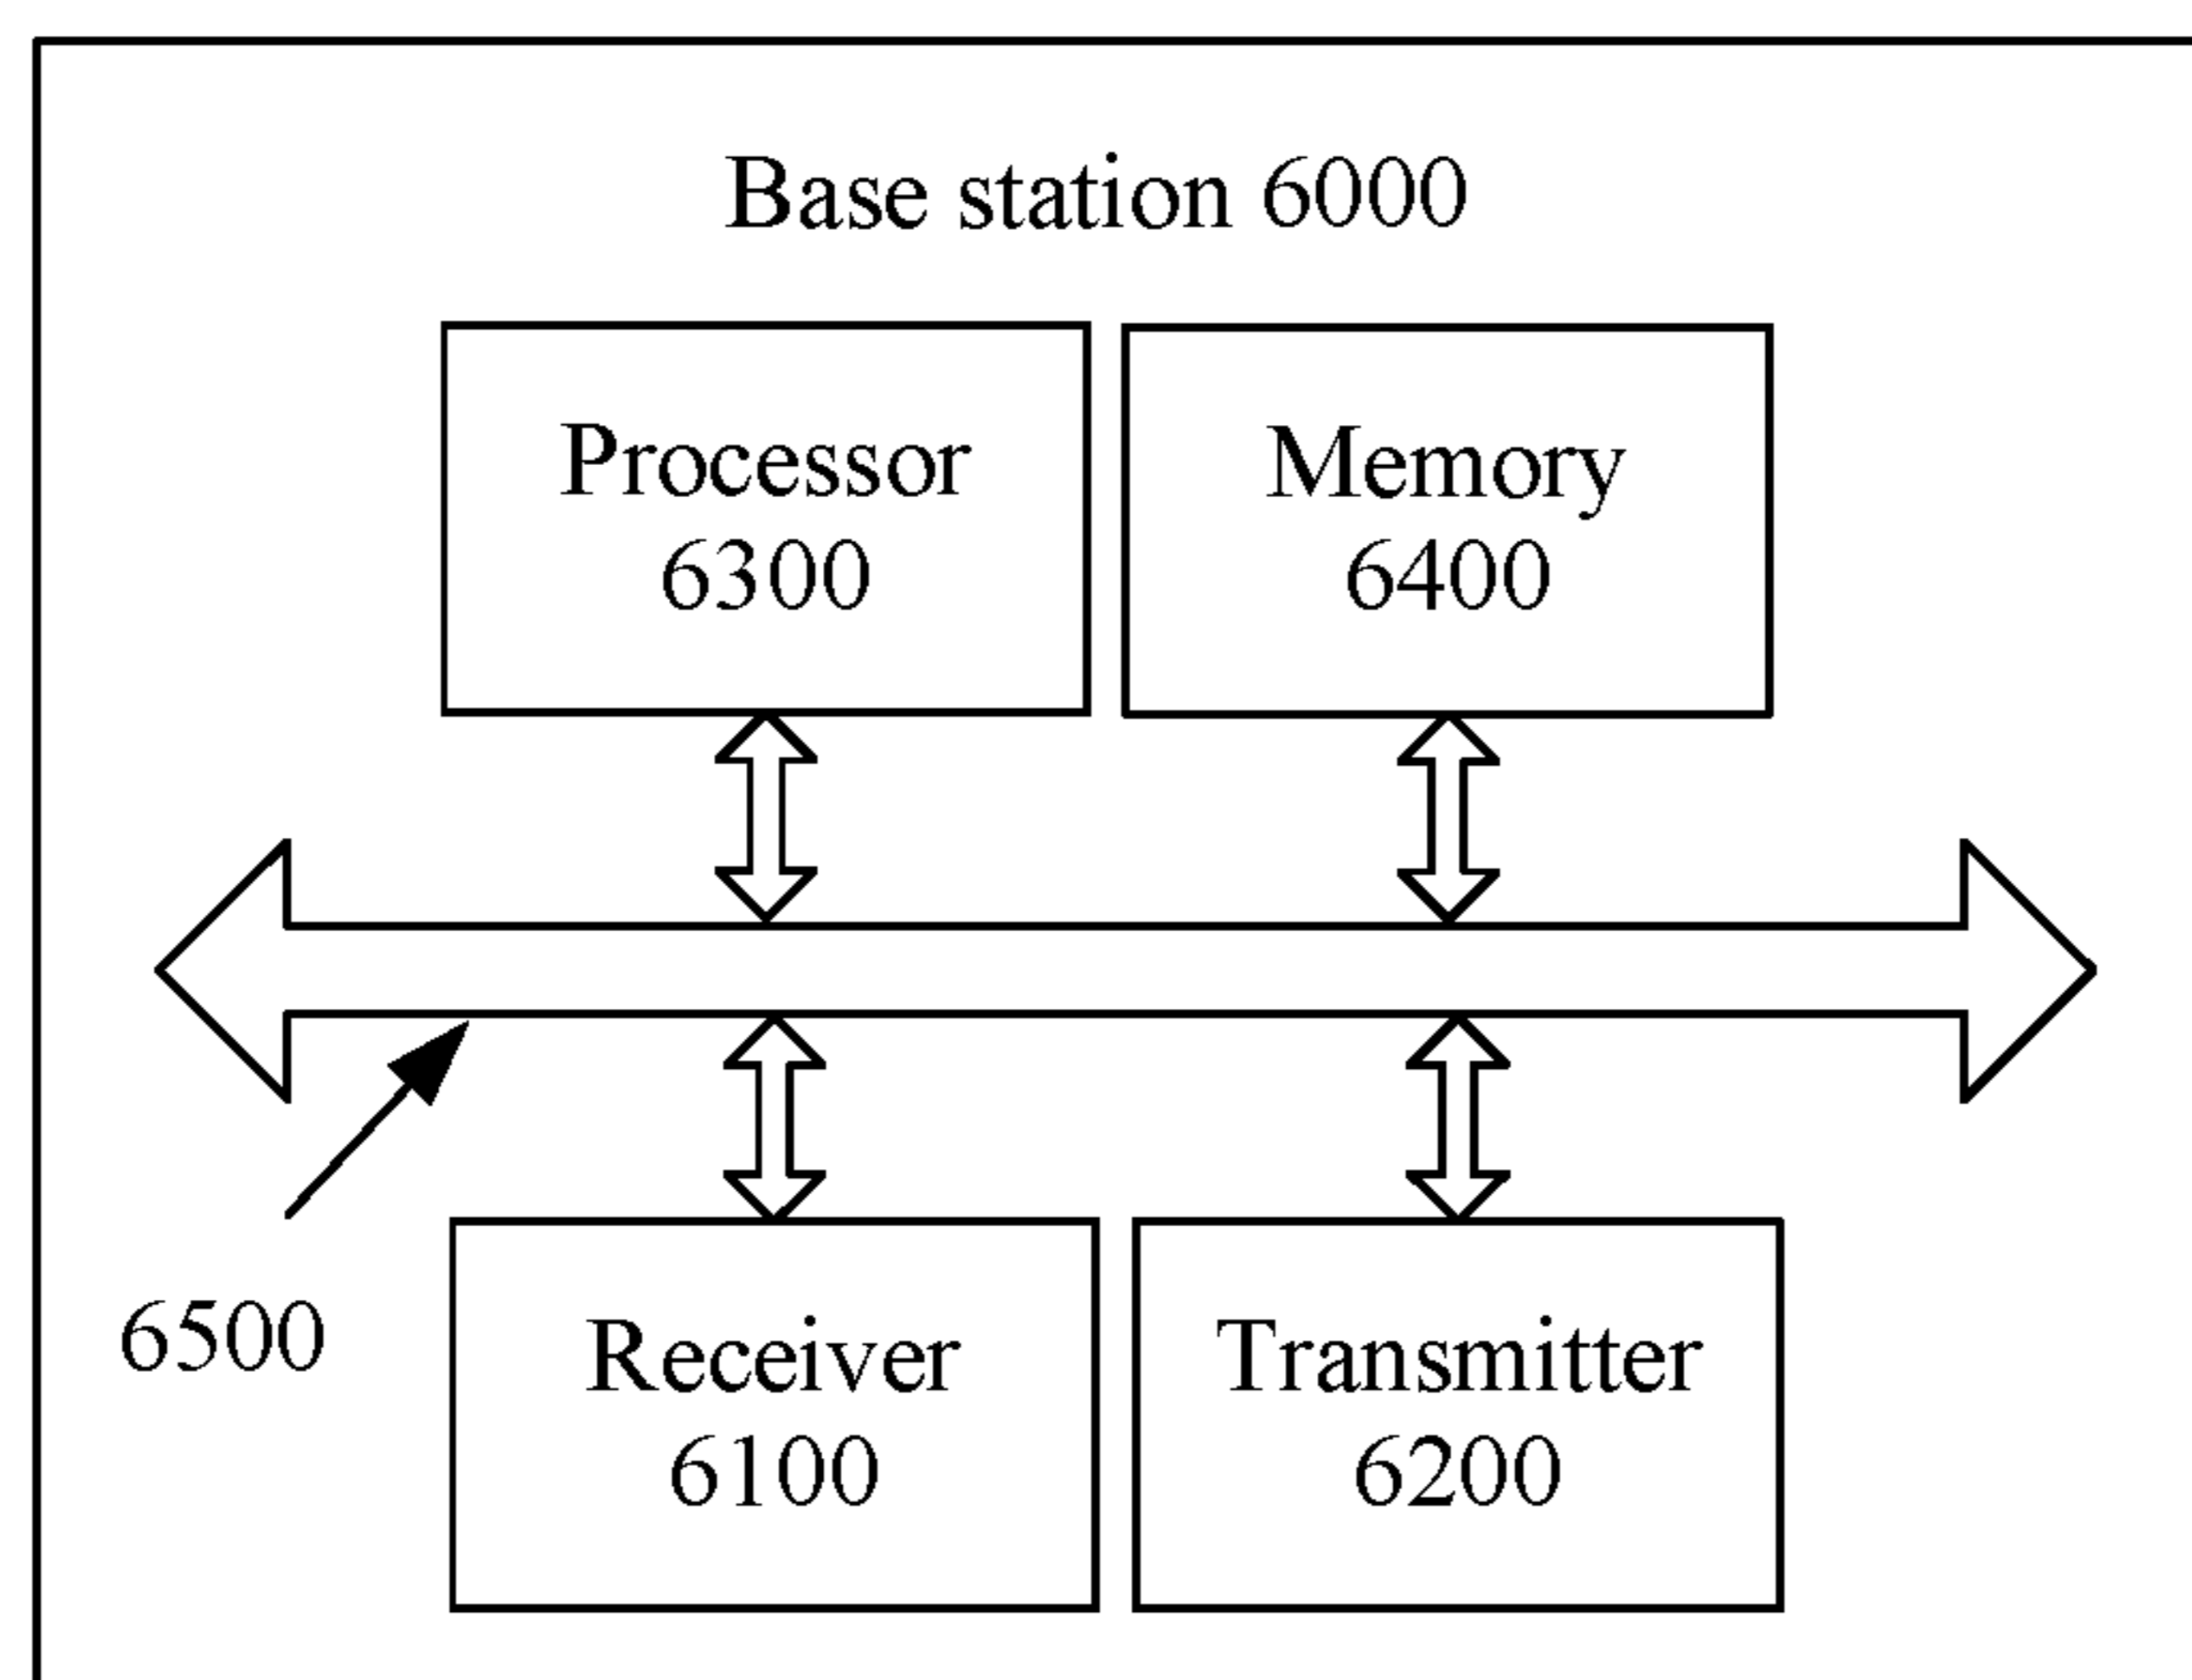 Base station 6000
Processor
6300
Memory
6400
6500
Receiver
6100
Transmitter
6200